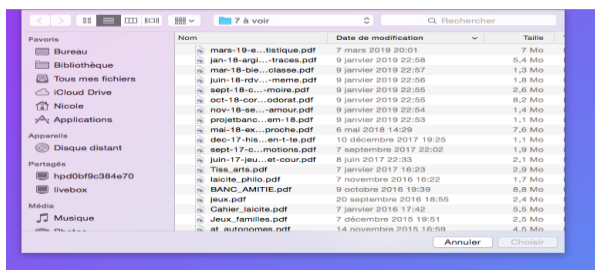 7 à voir
Rechercher
Favoris
Bureau
Bibliothèque
Tous mes fichiers
iCloud Drive
Nicole
Applications
Appareils
Disque distant
Partagés
hpd0bf9c384e70
livebox
Média
Musique
Photos
Nom Date de modification Taille
mars-19-e...tistique.pdf 7 mars 2019 20:01 7 Mo
jan-18-argi...-traces.pdf 9 janvier 2019 22:58 5,4 Mo
mar-18-bie...classe.pdf 9 janvier 2019 22:57 1,3 Mo
juin-18-rdv-...meme.pdf 9 janvier 2019 22:56 1,8 Mo
sept-18-c...-moire.pdf 9 janvier 2019 22:55 2,6 Mo
oct-18-cor...odorat.pdf 9 janvier 2019 22:55 8,2 Mo
nov-18-se...-amour.pdf 9 janvier 2019 22:54 1,4 Mo
projetbanc...em-18.pdf 9 janvier 2019 22:53 1,1 Mo
mai-18-ex...proche.pdf 6 mai 2018 14:29 7,6 Mo
dec-17-his...en-t-te.pdf 10 décembre 2017 19:25 1,1 Mo
sept-17-c...motions.pdf 7 septembre 2017 22:02 1,9 Mo
juin-17-jeu...et-cour.pdf 8 juin 2017 22:33 2,1 Mo
Tiss_arts.pdf 7 janvier 2017 16:23 2,9 Mo
laicite_philo.pdf 7 novembre 2016 16:22 1,7 Mo
BANC_AMITIE.pdf 9 octobre 2016 19:39 8,8 Mo
jeux.pdf 20 septembre 2016 18:55 2,4 Mo
Cahier_laicite.pdf 7 janvier 2016 17:42 5,5 Mo
Jeux_familles.pdf 7 décembre 2015 19:51 2,5 Mo
at_autonomes.pdf 14 novembre 2015 16:59 4,5 Mo
Annuler Choisir